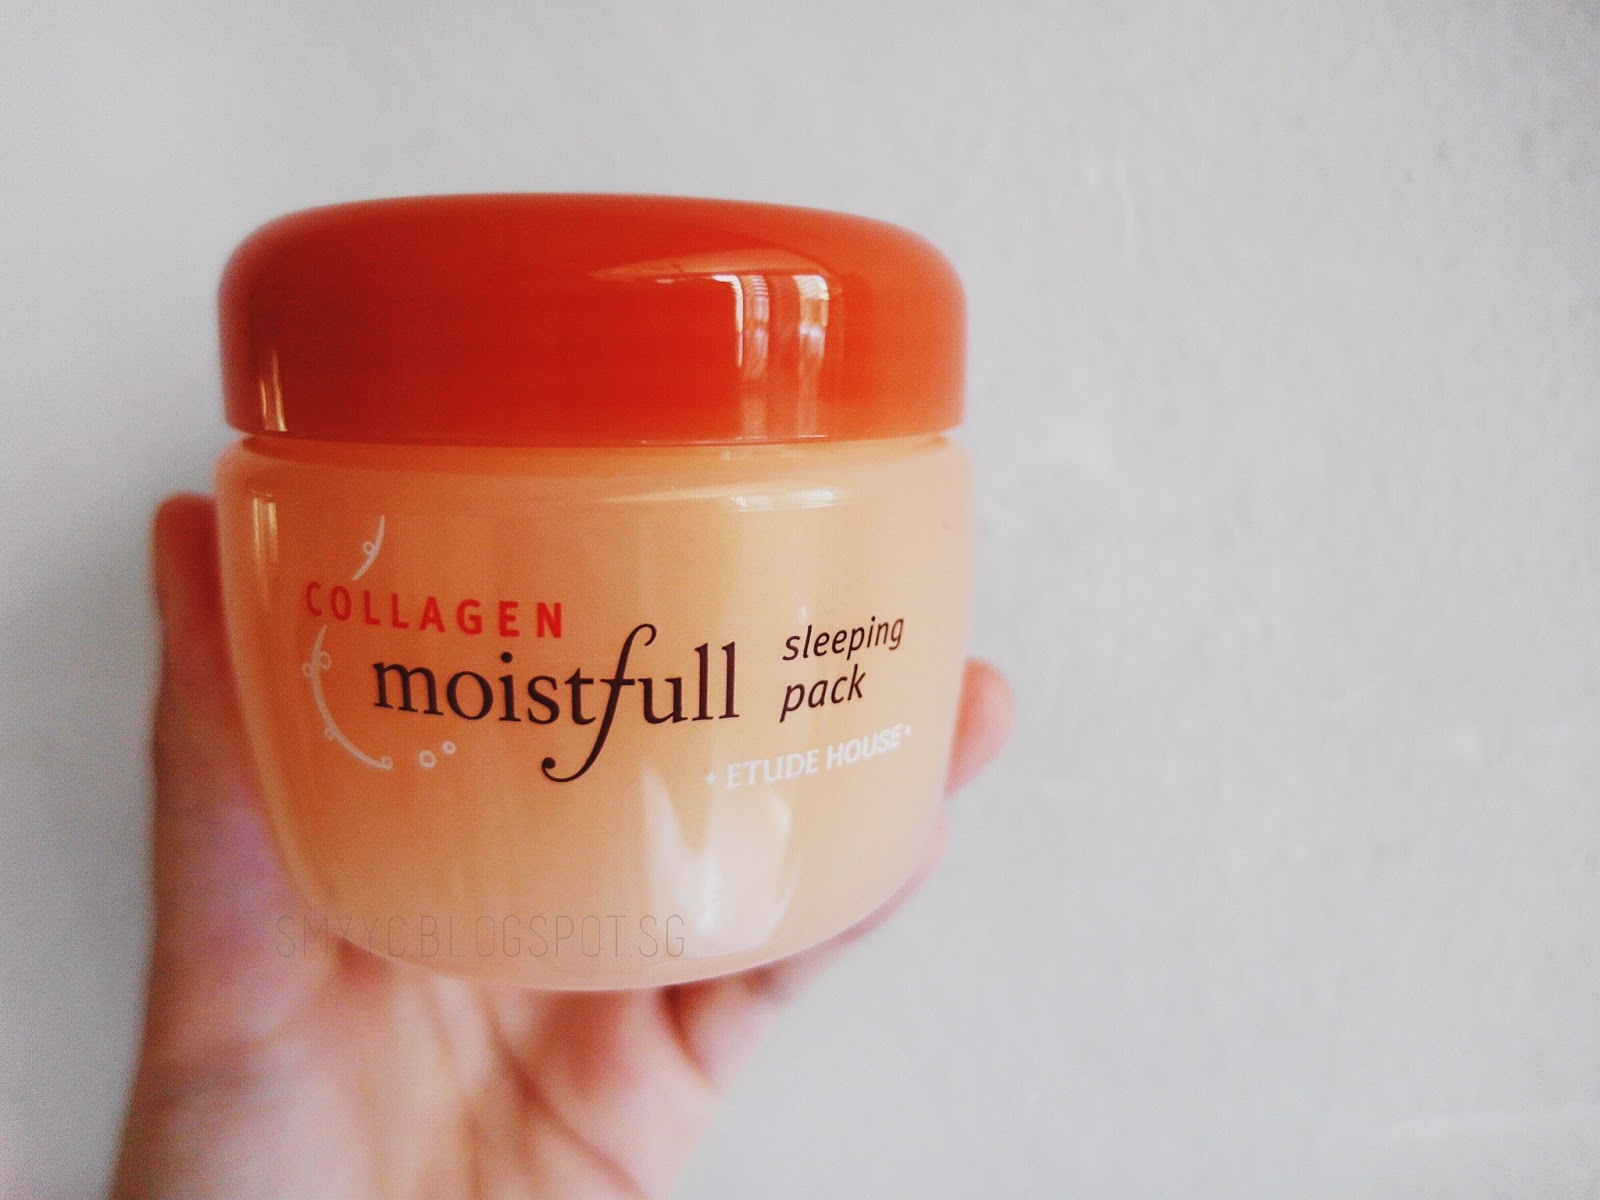 COLLAGEN
moistfull
sleeping
pack
ETUDE HOUSE
SMYYC.BLOGSPOT.SG